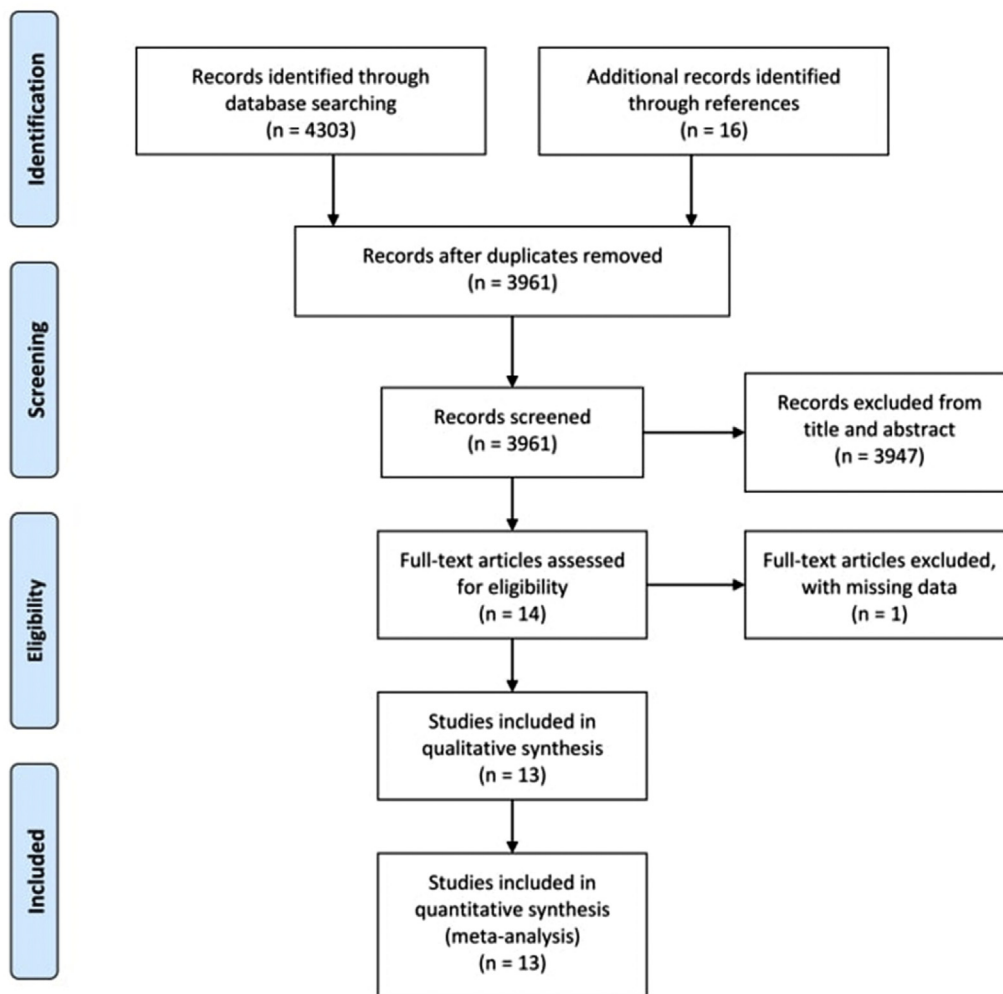 Identification
Records identified through
database searching
(n = 4303)
Additional records identified
through references
(n = 16)
Records after duplicates removed
(n = 3961)
Screening
Records screened
(n = 3961)
Records excluded from
title and abstract
(n = 3947)
Eligibility
Full-text articles assessed
for eligibility
(n = 14)
Full-text articles excluded,
with missing data
(n = 1)
Studies included in
qualitative synthesis
(n = 13)
Included
Studies included in
quantitative synthesis
(meta-analysis)
(n = 13)